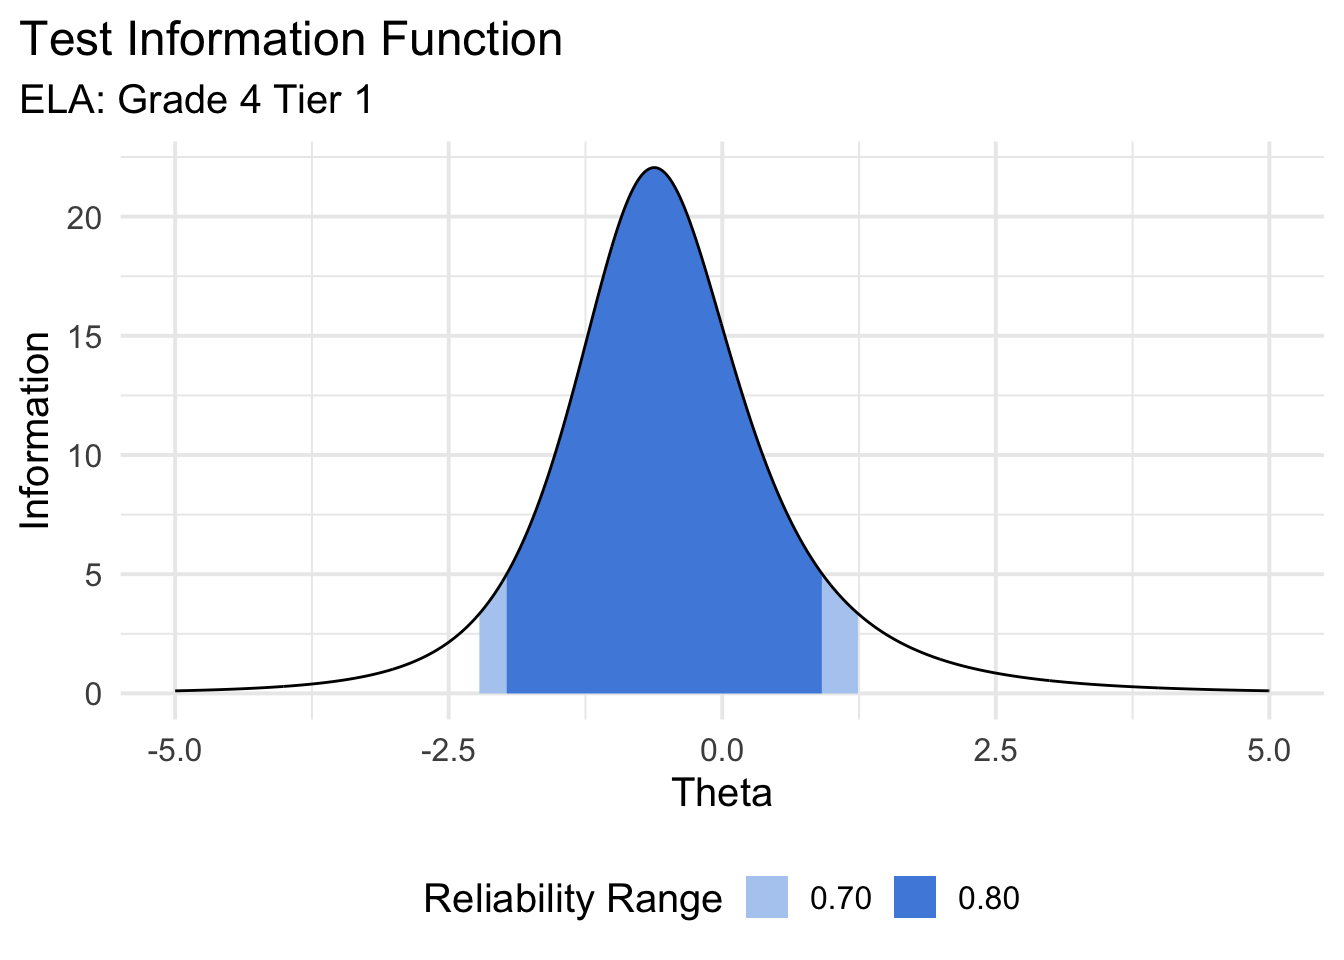 Test Information Function
ELA: Grade 4 Tier 1
Information
20
15
10
5
0
-5.0 -2.5 0.0 2.5 5.0
Theta
Reliability Range 0.70 0.80